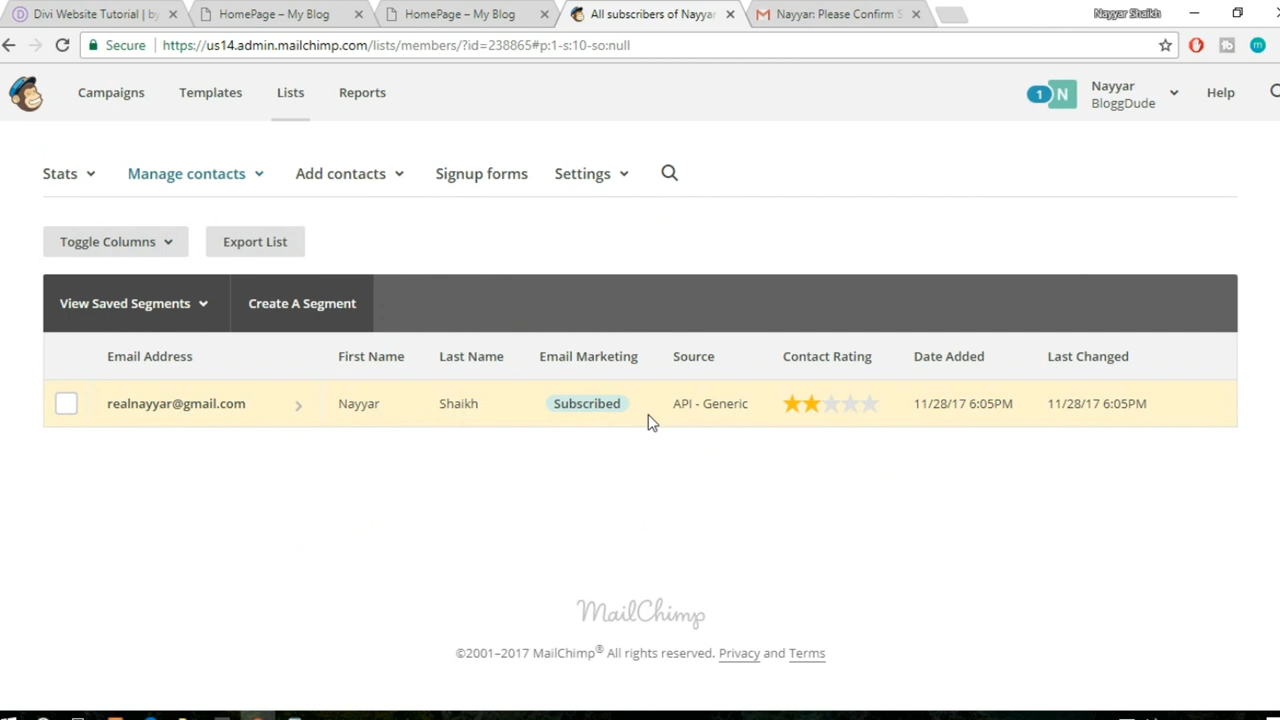 Divi Website Tutorial | by
HomePage – My Blog
HomePage – My Blog
All subscribers of Nayyar
Nayyar: Please Confirm S
Nayyar Shaikh
Secure
https://us14.admin.mailchimp.com/lists/members/?id=238865#p:1-s:10-so:null
m
Campaigns
Templates
Lists
Reports
1
N
Nayyar
BloggDude
Help
Stats
Manage contacts
Add contacts
Signup forms
Settings
Toggle Columns
Export List
View Saved Segments
Create A Segment
Email Address
First Name
Last Name
Email Marketing
Source
Contact Rating
Date Added
Last Changed
realnayyar@gmail.com
Nayyar
Shaikh
Subscribed
API - Generic
11/28/17 6:05PM
11/28/17 6:05PM
MailChimp
©2001–2017 MailChimp® All rights reserved. Privacy and Terms